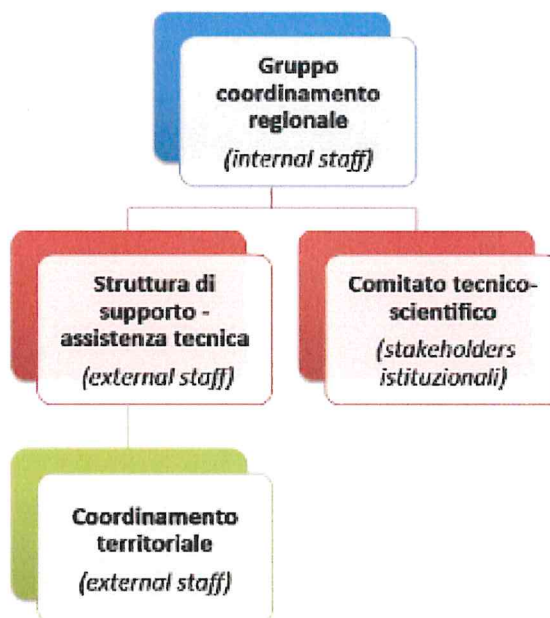 Gruppo
coordinamento
regionale
(internal staff)
Struttura di
supporto -
assistenza tecnica
(external staff)
Comitato tecnico-
scientifico
(stakeholders
istituzionali)
Coordinamento
territoriale
(external staff)